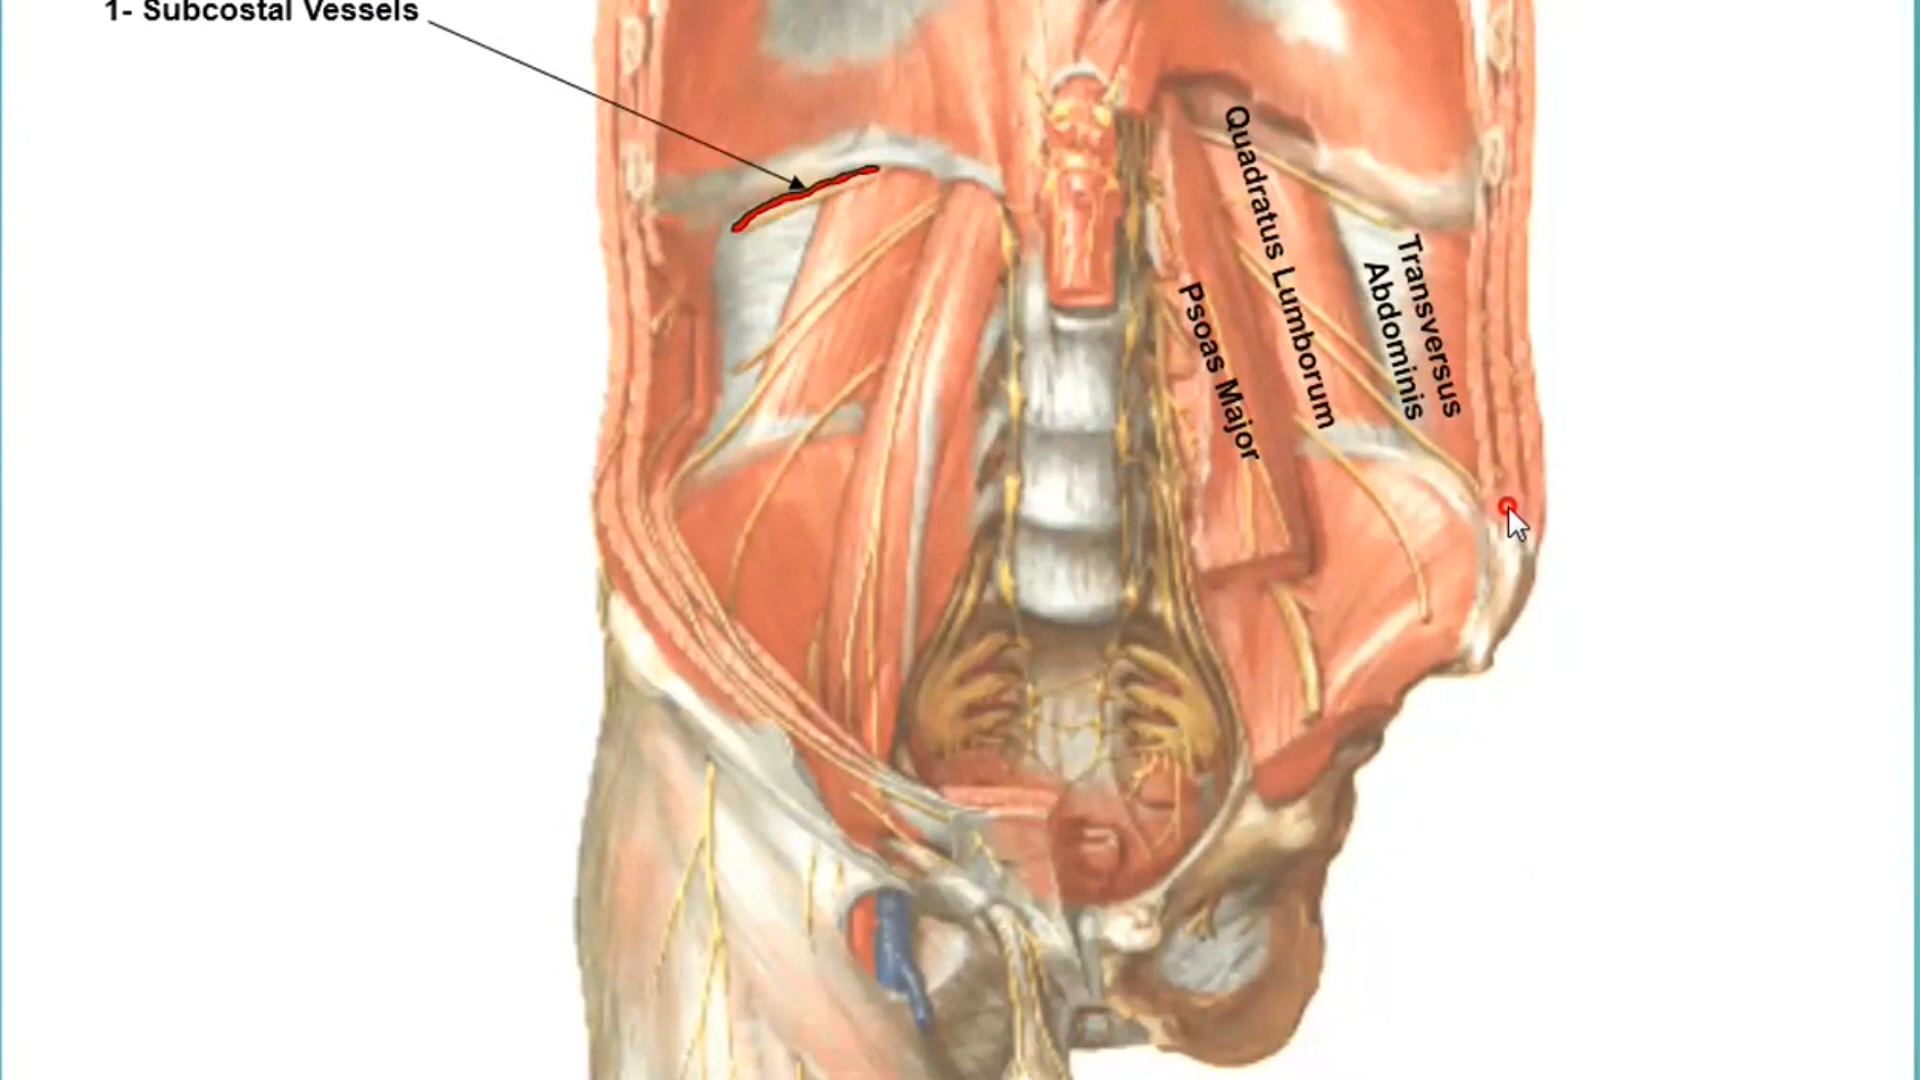 1- Subcostal Vessels
Quadratus Lumborum
Transversus
Abdominis
Psoas Major